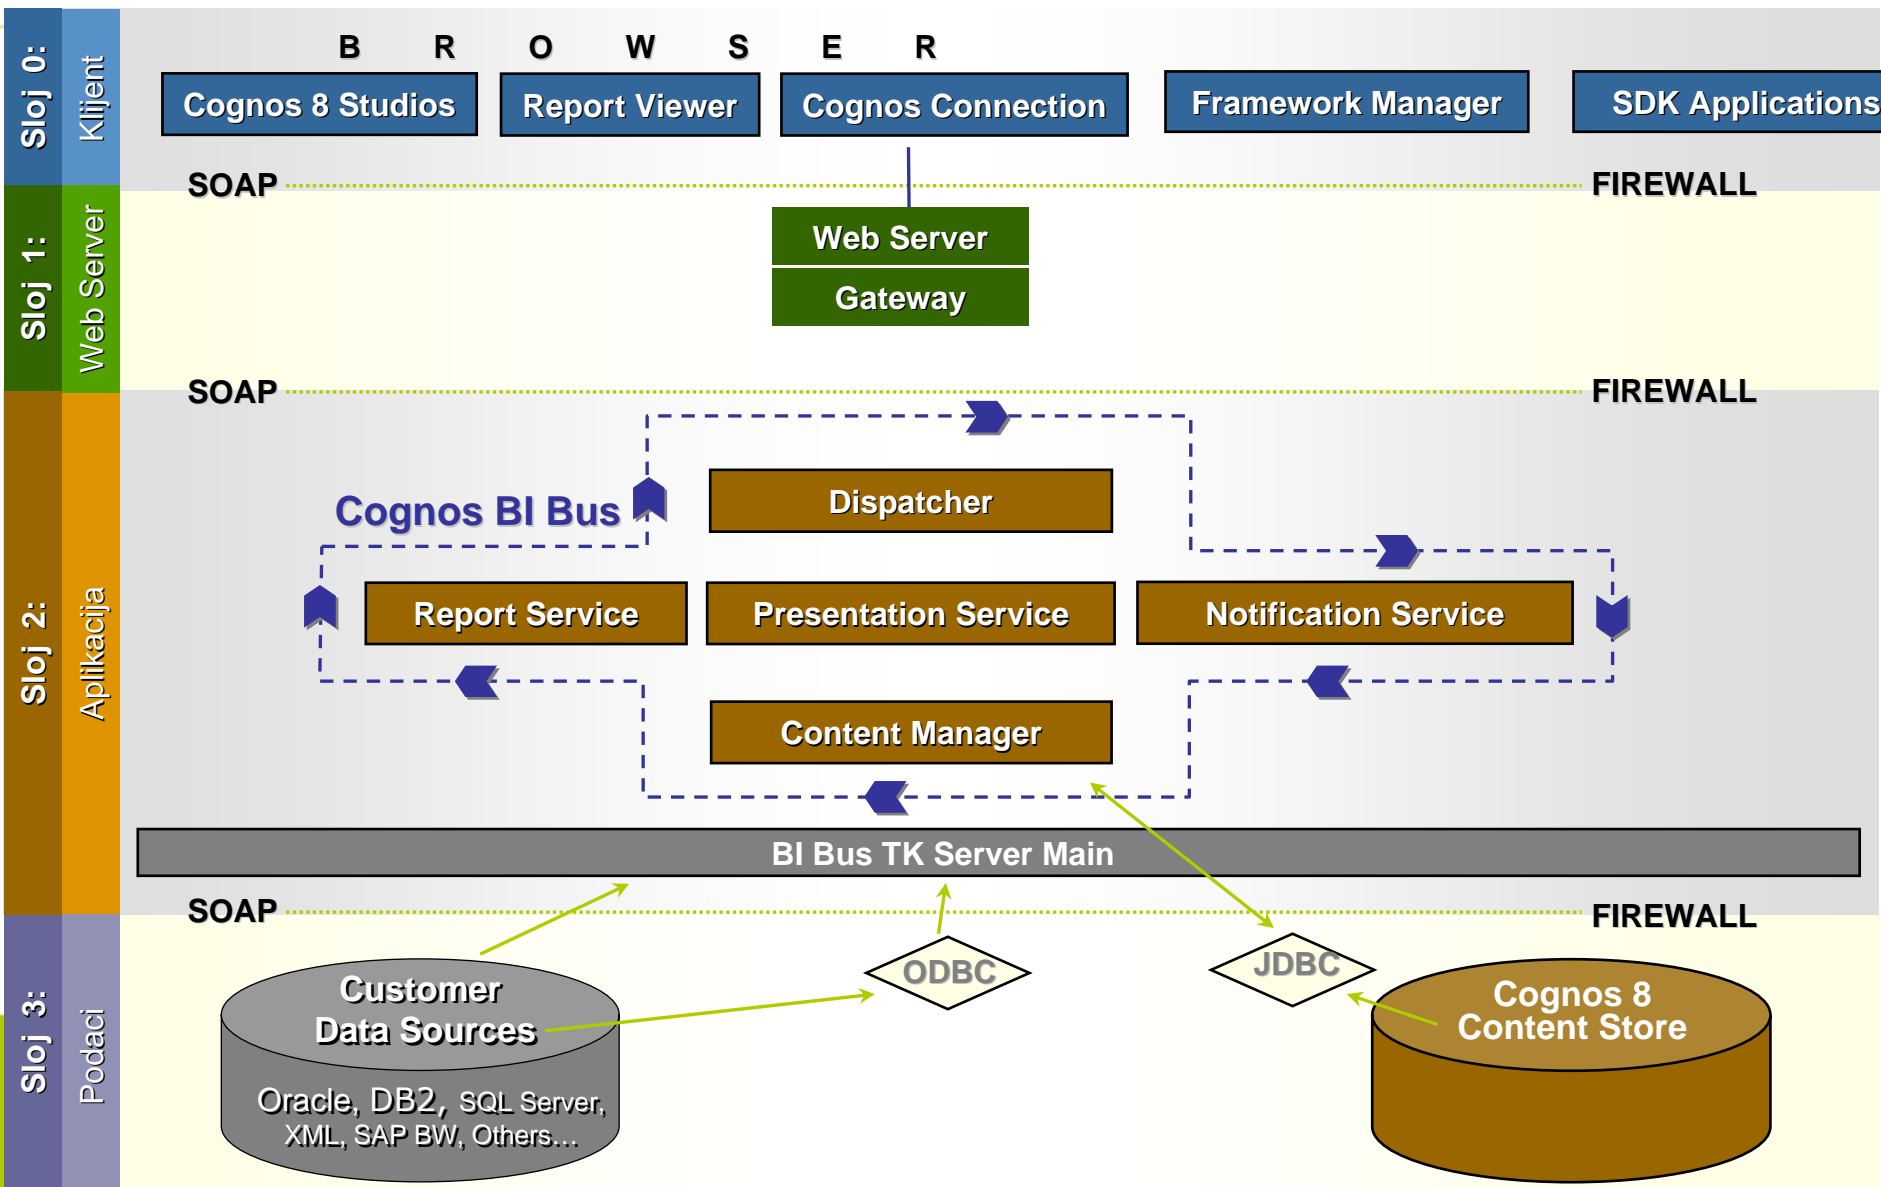 B R O W S E R
Sloj 0:
Klijent
Cognos 8 Studios
Report Viewer
Cognos Connection
Framework Manager
SDK Applications
SOAP
FIREWALL
Sloj 1:
Web Server
Web Server
Gateway
SOAP
FIREWALL
Sloj 2:
Aplikacija
Cognos BI Bus
Dispatcher
Report Service
Presentation Service
Notification Service
Content Manager
BI Bus TK Server Main
SOAP
FIREWALL
Sloj 3:
Podaci
Customer
Data Sources
Oracle, DB2, SQL Server,
XML, SAP BW, Others...
ODBC
JDBC
Cognos 8
Content Store